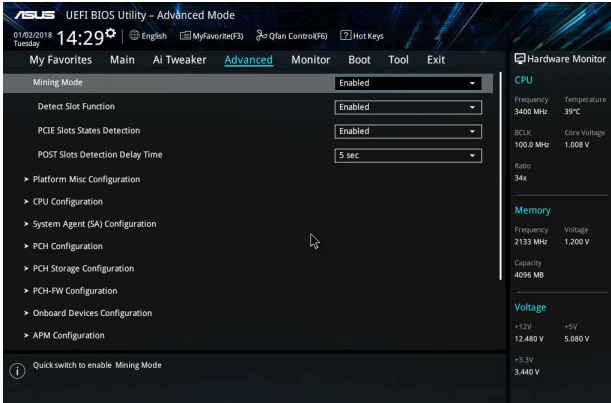 ASUS UEFI BIOS Utility – Advanced Mode
01/02/2018 14:29 English MyFavorite(F3) Qfan Control(F6) ? Hot Keys
Tuesday
My Favorites Main Ai Tweaker Advanced Monitor Boot Tool Exit
Mining Mode Enabled
Detect Slot Function Enabled
PCIE Slots States Detection Enabled
POST Slots Detection Delay Time 5 sec
> Platform Misc Configuration
> CPU Configuration
> System Agent (SA) Configuration
> PCH Configuration
> PCH Storage Configuration
> PCH-FW Configuration
> Onboard Devices Configuration
> APM Configuration
i Quick switch to enable Mining Mode
Hardware Monitor
CPU
Frequency Temperature
3400 MHz 39°C
BCLK Core Voltage
100.0 MHz 1.008 V
Ratio
34x
Memory
Frequency Voltage
2133 MHz 1.200 V
Capacity
4096 MB
Voltage
+12V +5V
12.480 V 5.080 V
+3.3V
3.440 V